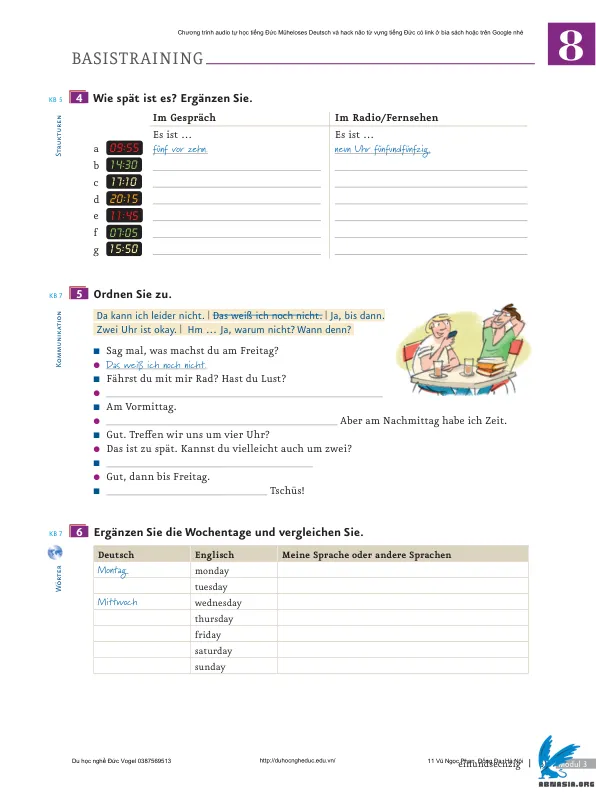 Chương trình audio tự học tiếng Đức Müheloses Deutsch và hack não từ vựng tiếng Đức có link ở bìa sách hoặc trên Google nhé
8
BASISTRAINING
KB 3 4 Wie spät ist es? Ergänzen Sie.
STRUKTUREN
Im Gespräch Im Radio/Fernsehen
Es ist … Es ist …
a 09:55 fünf vor zehn. neun Uhr fünfundfünfzig.
b 14:30
c 17:10
d 20:15
e 11:45
f 07:05
g 15:50
KB 7 5 Ordnen Sie zu.
KOMMUNIKATION
Da kann ich leider nicht. | Das weiß ich noch nicht. | Ja, bis dann.
Zwei Uhr ist okay. | Hm … Ja, warum nicht? Wann denn?
■ Sag mal, was machst du am Freitag?
● Das weiß ich noch nicht.
■ Fährst du mit mir Rad? Hast du Lust?
●
■ Am Vormittag.
● Aber am Nachmittag habe ich Zeit.
■ Gut. Treffen wir uns um vier Uhr?
● Das ist zu spät. Kannst du vielleicht auch um zwei?
■
● Gut, dann bis Freitag.
■ Tschüs!
KB 7 6 Ergänzen Sie die Wochentage und vergleichen Sie.
WÖRTER
Deutsch Englisch Meine Sprache oder andere Sprachen
Montag monday
tuesday
Mittwoch wednesday
thursday
friday
saturday
sunday
Du học nghề Đức Vogel 0387569513 http://duhocngheduc.edu.vn/ 11 Vũ Ngọc Phan, Đống Đa, Hà Nội
einundsechzig | Modul 3
ARMASIA.ORG